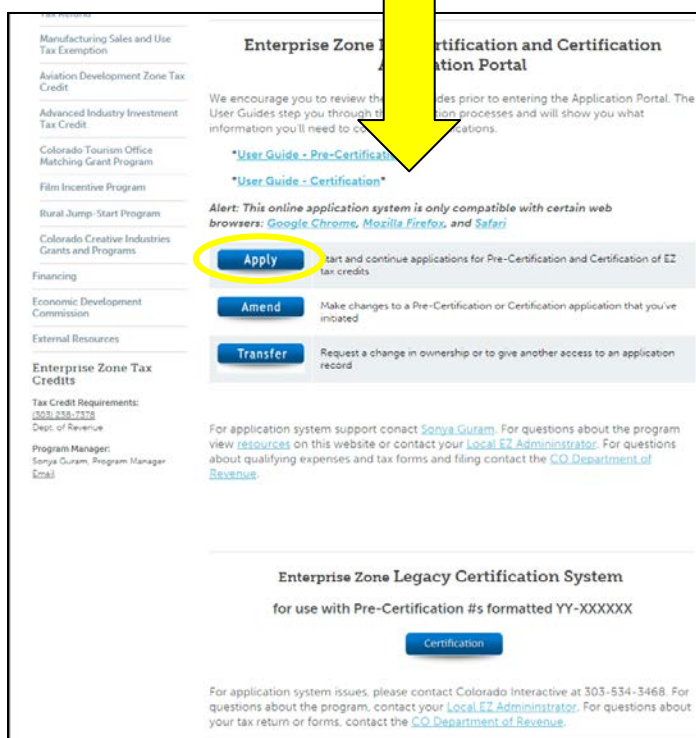 Tax Refund
Manufacturing Sales and Use
Tax Exemption
Aviation Development Zone Tax
Credit
Advanced Industry Investment
Tax Credit
Colorado Tourism Office
Matching Grant Program
Film Incentive Program
Rural Jump-Start Program
Colorado Creative Industries
Grants and Programs
Financing
Economic Development
Commission
External Resources
Enterprise Zone Tax
Credits
Tax Credit Requirements:
(303) 238-7378
Dept. of Revenue
Program Manager:
Sonya Guram, Program Manager
Email
Enterprise Zone rtification and Certification
ation Portal
We encourage you to review the des prior to entering the Application Portal. The
User Guides step you through th ion processes and will show you what
information you'll need to co cations.
*User Guide - Pre-Certificati
*User Guide - Certification*
Alert: This online application system is only compatible with certain web
browsers: Google Chrome, Mozilla Firefox, and Safari
Apply
Start and continue applications for Pre-Certification and Certification of EZ
tax credits
Amend
Make changes to a Pre-Certification or Certification application that you've
initiated
Transfer
Request a change in ownership or to give another access to an application
record
For application system support conact Sonya Guram. For questions about the program
view resources on this website or contact your Local EZ Admininstrator. For questions
about qualifying expenses and tax forms and filing contact the CO Department of
Revenue.
Enterprise Zone Legacy Certification System
for use with Pre-Certification #s formatted YY-XXXXXX
Certification
For application system issues, please contact Colorado Interactive at 303-534-3468. For
questions about the program, contact your Local EZ Admininstrator. For questions about
your tax return or forms, contact the CO Department of Revenue.